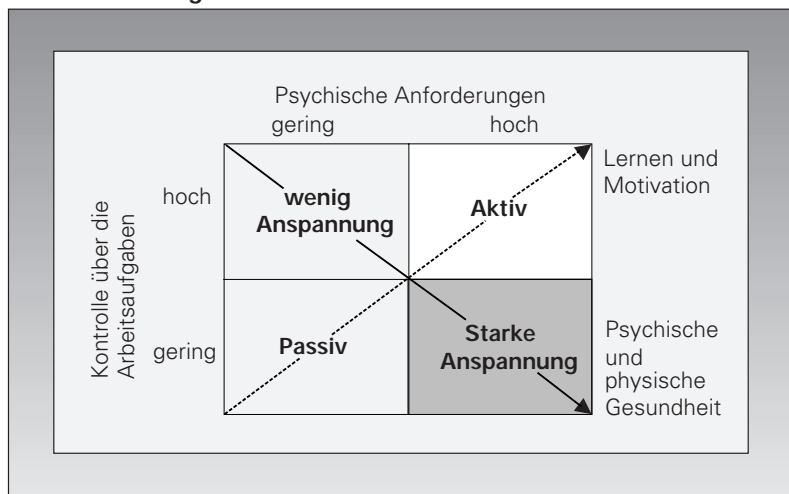 Psychische Anforderungen
gering hoch
Kontrolle über die
Arbeitsaufgaben
hoch
wenig
Anspannung
Aktiv
Lernen und
Motivation
gering
Passiv
Starke
Anspannung
Psychische
und
physische
Gesundheit